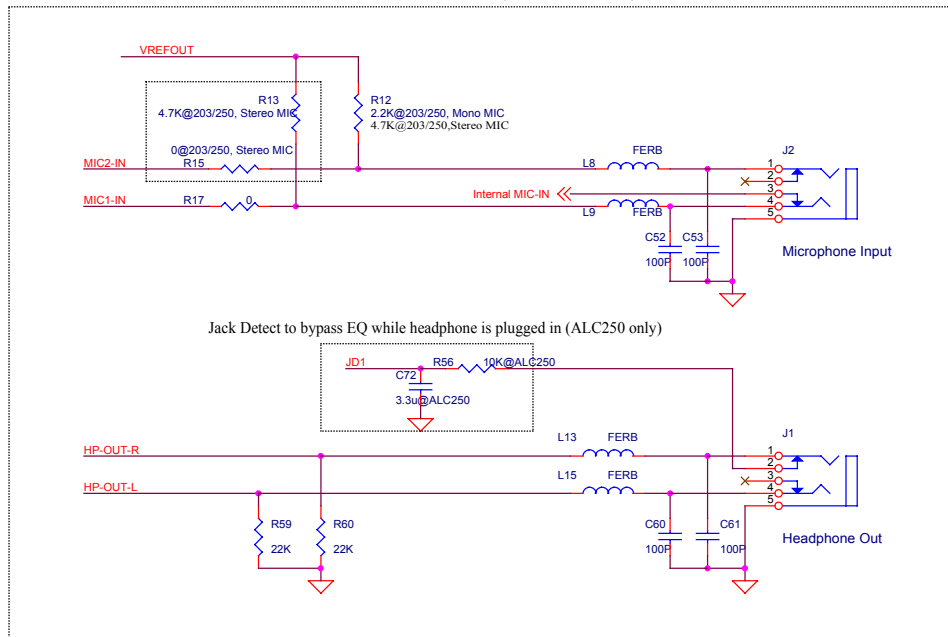 VREFOUT
R13
4.7K@203/250, Stereo MIC
R12
2.2K@203/250, Mono MIC
4.7K@203/250,Stereo MIC
0@203/250, Stereo MIC
MIC2-IN
R15
L8
FERB
J2
1
2
3
4
5
Internal MIC-IN
MIC1-IN
R17
0
L9
FERB
C52
100P
C53
100P
Microphone Input
Jack Detect to bypass EQ while headphone is plugged in (ALC250 only)
JD1
R56
10K@ALC250
C72
3.3u@ALC250
HP-OUT-R
L13
FERB
J1
1
2
3
4
5
HP-OUT-L
L15
FERB
R59
22K
R60
22K
C60
100P
C61
100P
Headphone Out